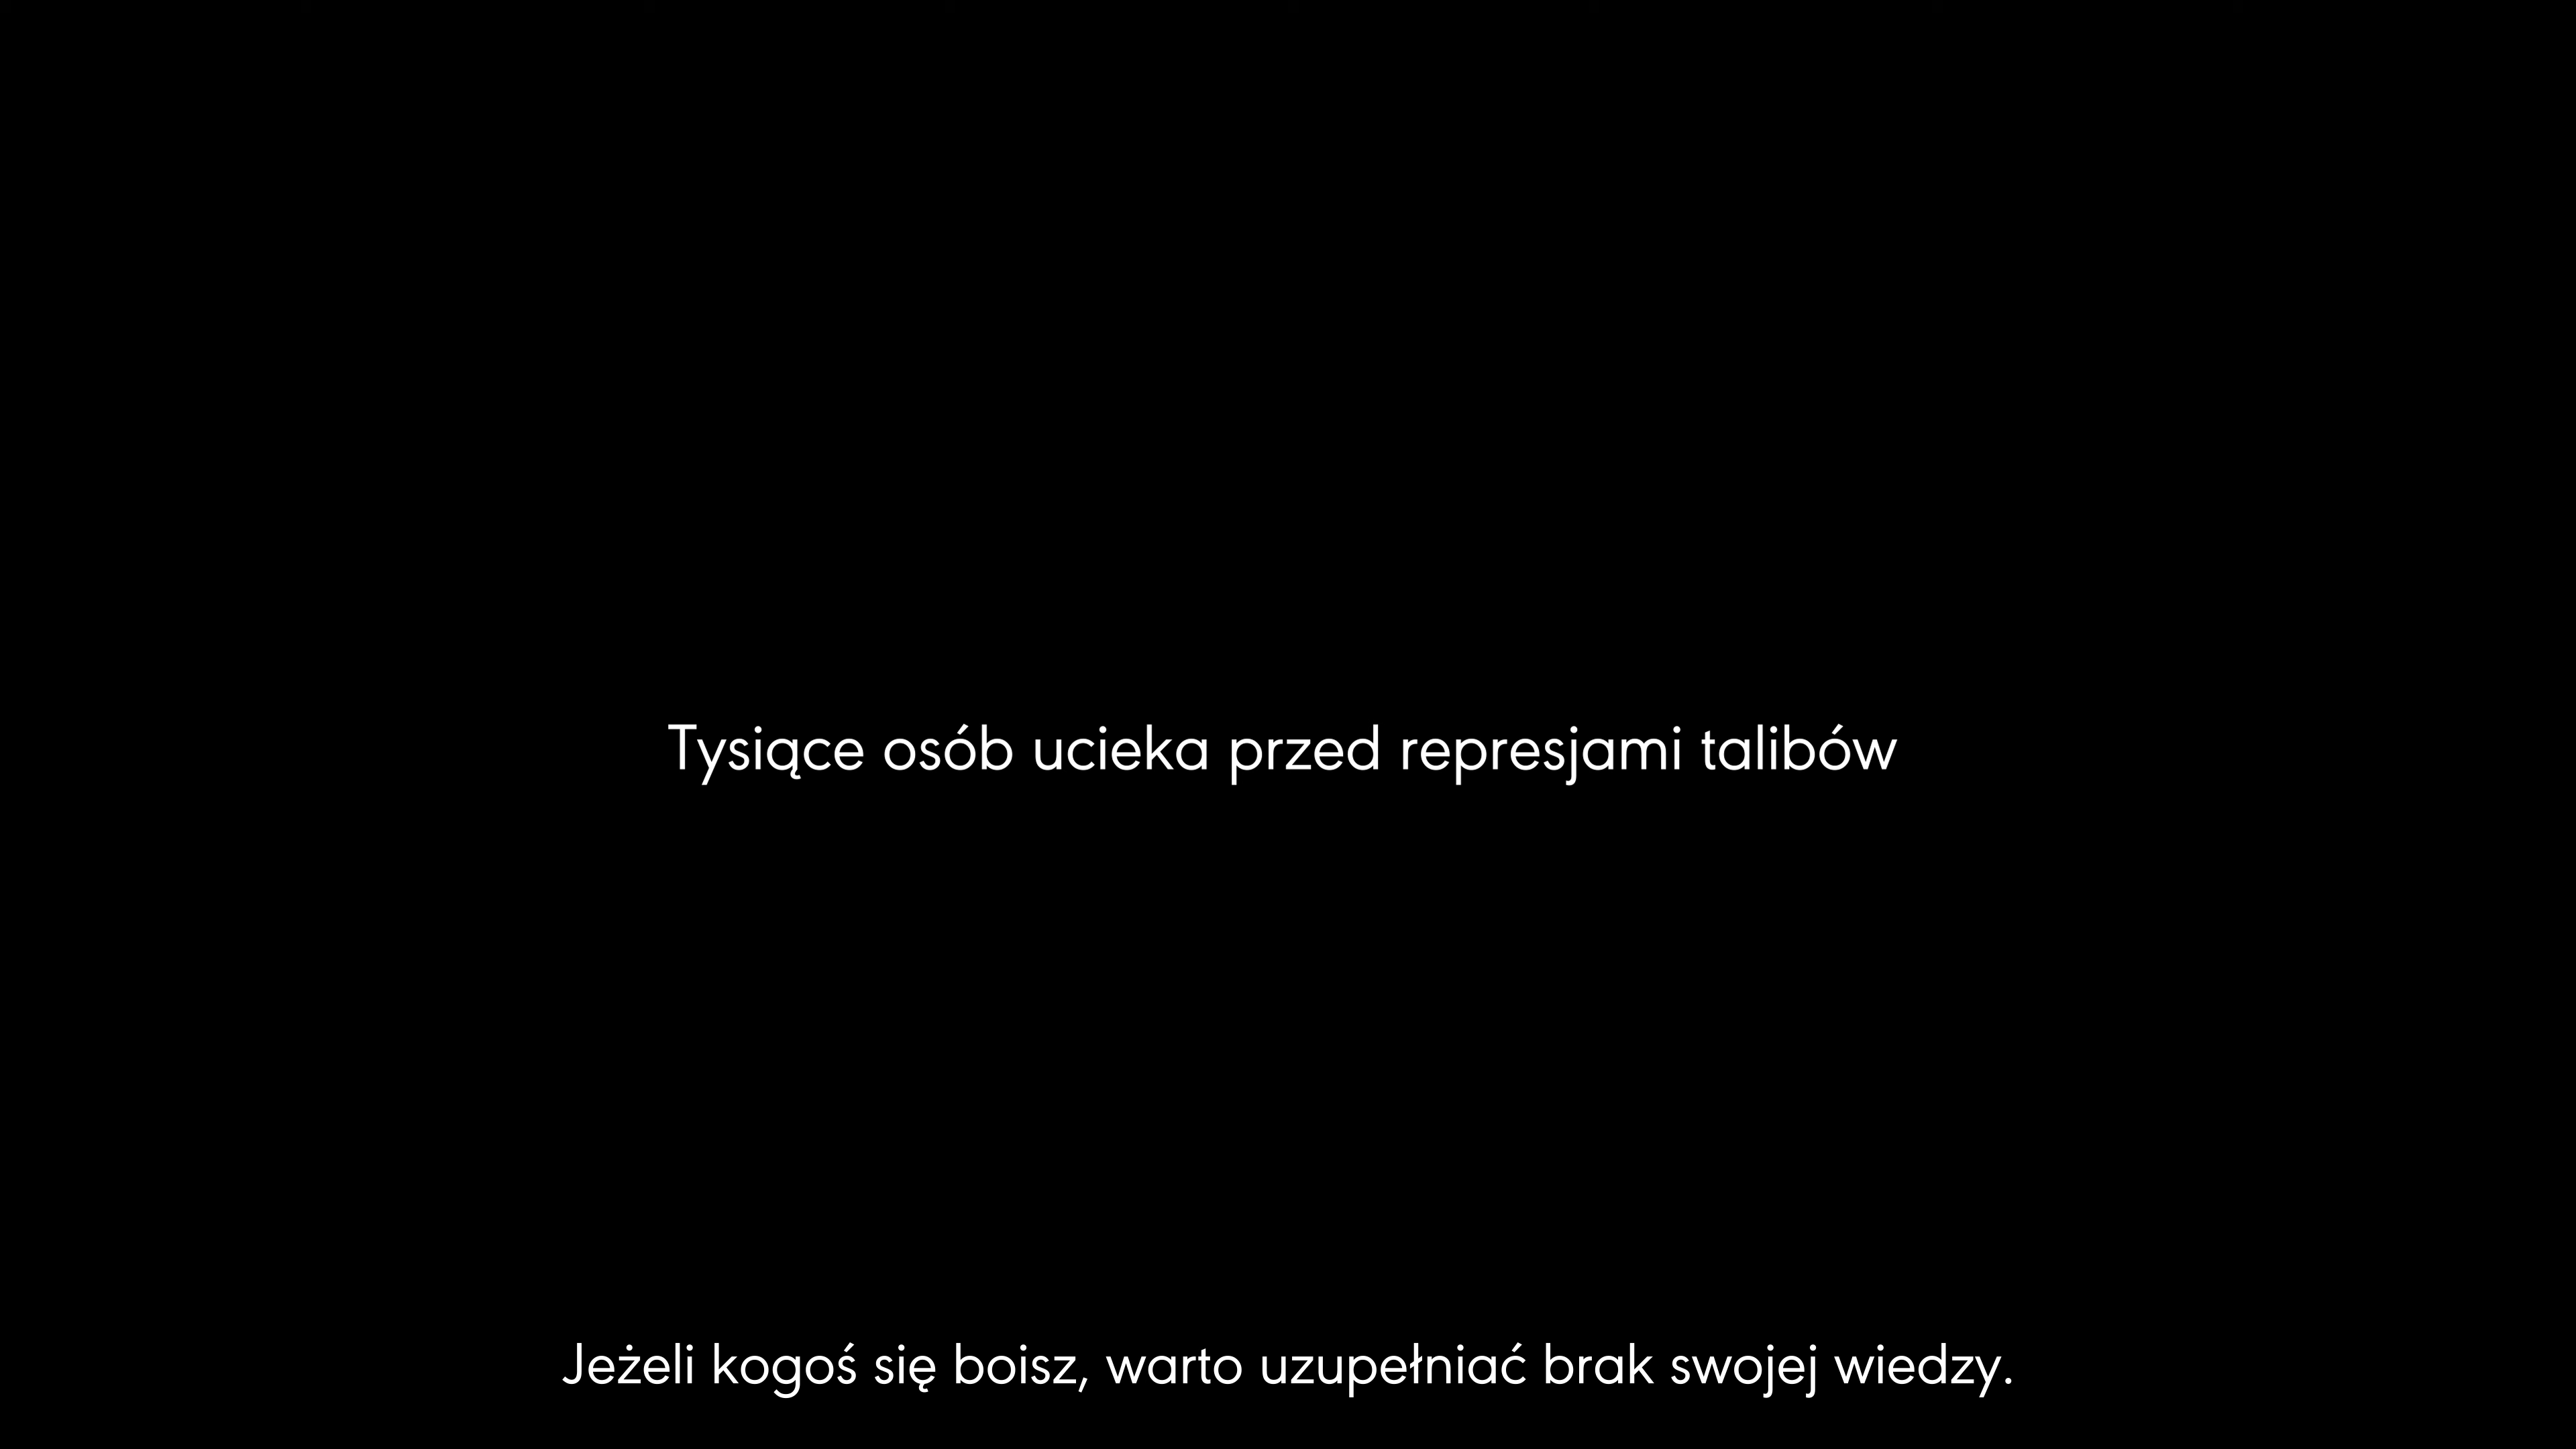 Tysiące osób ucieka przed represjami talibów
Jeżeli kogoś się boisz, warto uzupełniać brak swojej wiedzy.